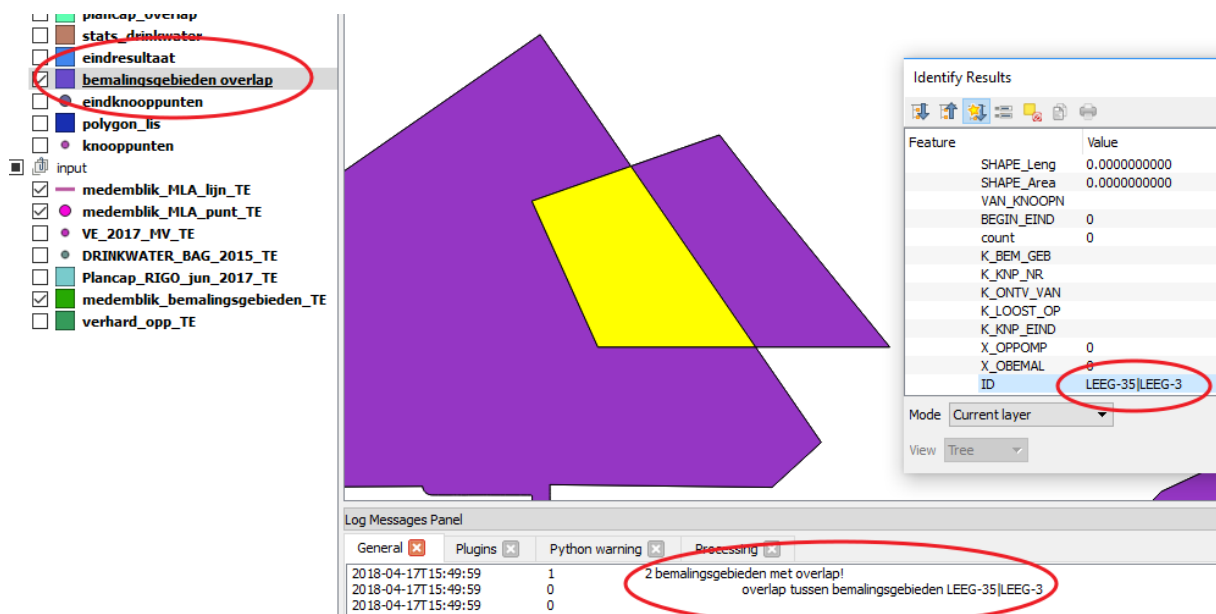 plancap_overlap
stats_drinkwater
eindresultaat
bemalingsgebieden overlap
eindknooppunten
polygon_lis
knooppunten
input
medemblik_MLA_lijn_TE
medemblik_MLA_punt_TE
VE_2017_MV_TE
DRINKWATER_BAG_2015_TE
Plancap_RIGO_jun_2017_TE
medemblik_bemalingsgebieden_TE
verhard_opp_TE
Identify Results
Feature Value
SHAPE_Leng 0.0000000000
SHAPE_Area 0.0000000000
VAN_KNOOPN
BEGIN_EIND 0
count 0
K_BEM_GEB
K_KNP_NR
K_ONTV_VAN
K_LOOST_OP
K_KNP_EIND
X_OPPOMP 0
X_OBEMAL 0
ID LEEG-35|LEEG-3
Mode Current layer
View Tree
Log Messages Panel
General Plugins Python warning Processing
2018-04-17T15:49:59 1 2 bemalingsgebieden met overlap!
2018-04-17T15:49:59 0 overlap tussen bemalingsgebieden LEEG-35|LEEG-3
2018-04-17T15:49:59 0